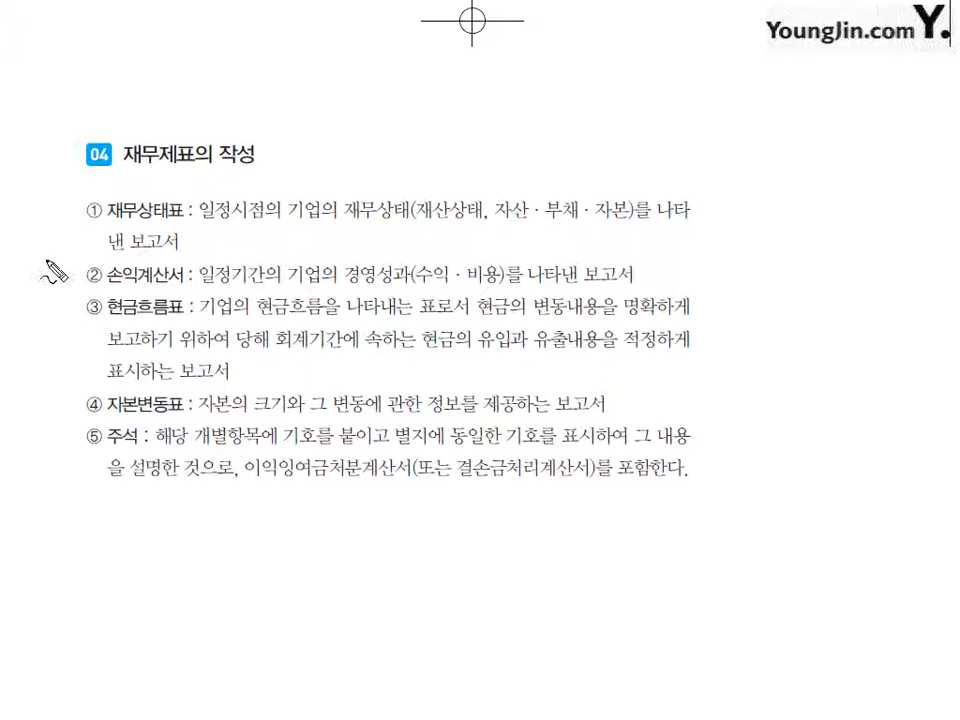 YoungJin.com Y.
04 재무제표의 작성
① 재무상태표 : 일정시점의 기업의 재무상태(재산상태, 자산 · 부채 · 자본)를 나타
낸 보고서
② 손익계산서 : 일정기간의 기업의 경영성과(수익 · 비용)를 나타낸 보고서
③ 현금흐름표 : 기업의 현금흐름을 나타내는 표로서 현금의 변동내용을 명확하게
보고하기 위하여 당해 회계기간에 속하는 현금의 유입과 유출내용을 적정하게
표시하는 보고서
④ 자본변동표 : 자본의 크기와 그 변동에 관한 정보를 제공하는 보고서
⑤ 주석 : 해당 개별항목에 기호를 붙이고 별지에 동일한 기호를 표시하여 그 내용
을 설명한 것으로, 이익잉여금처분계산서(또는 결손금처리계산서)를 포함한다.